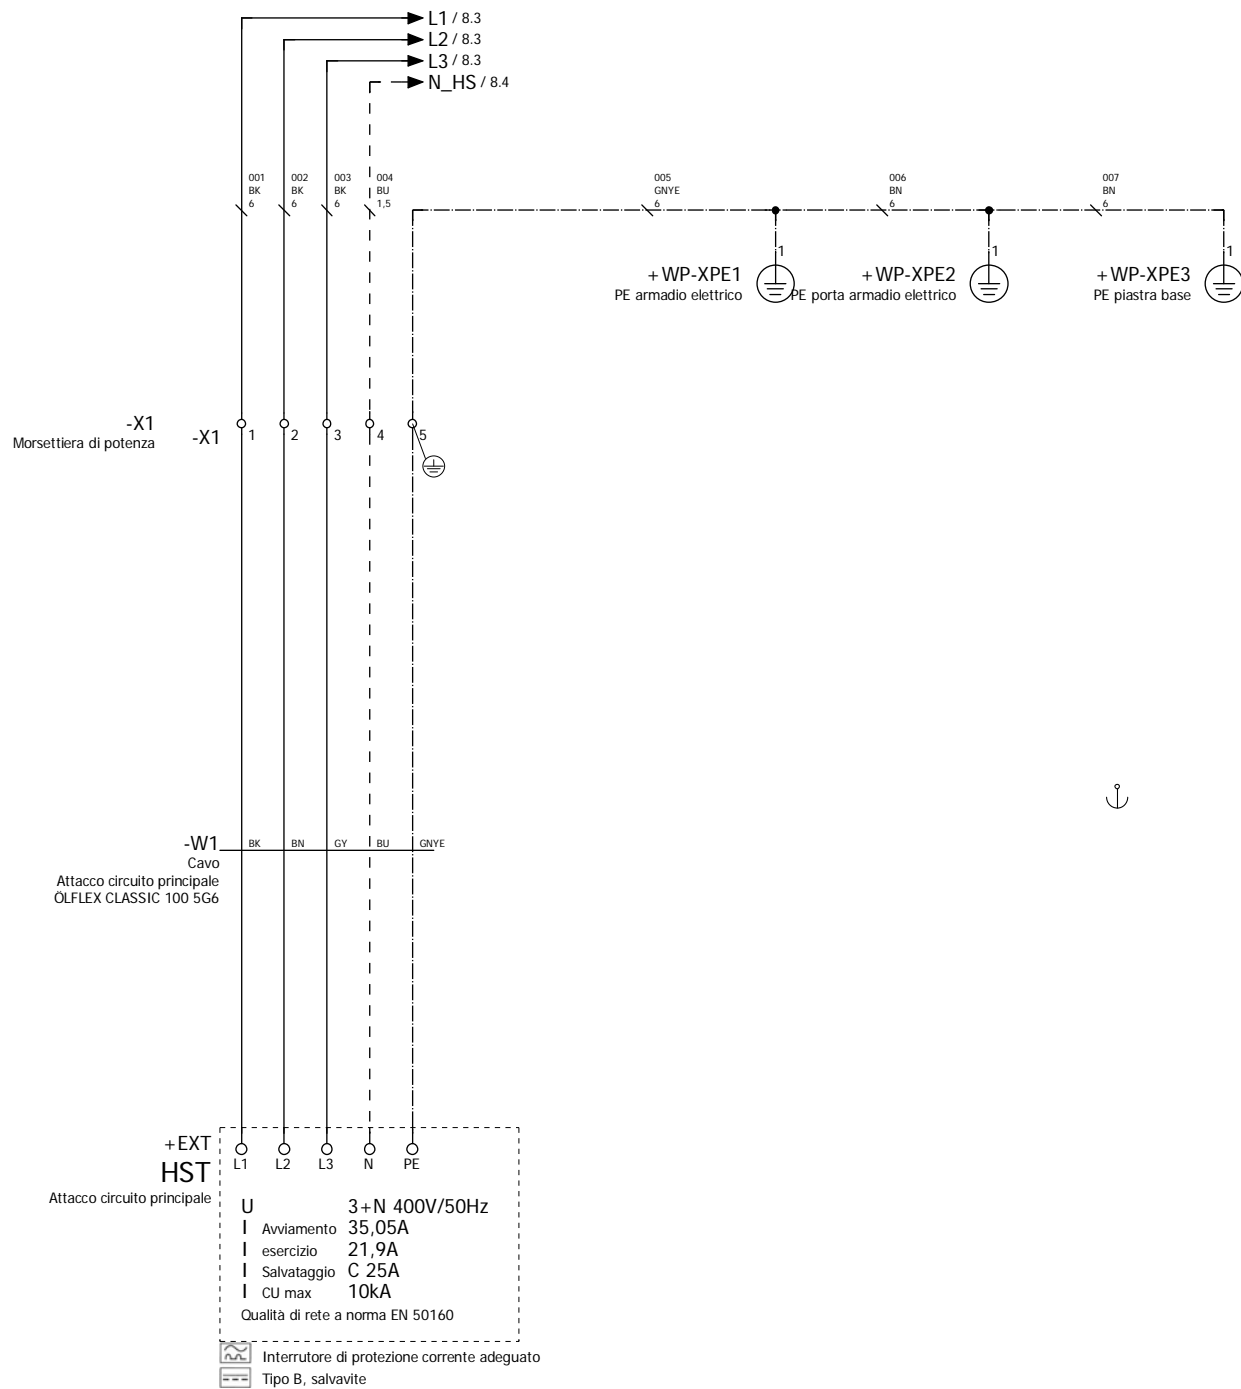 L1 / 8.3
L2 / 8.3
L3 / 8.3
N_HS / 8.4
001 002 003 004 005 006 007
BK BK BK BU GNYE BN BN
6 6 6 1,5 6 6 6
1 1 1
+WP-XPE1 +WP-XPE2 +WP-XPE3
PE armadio elettrico PE porta armadio elettrico PE piastra base
-X1
Morsettiera di potenza
-X1 1 2 3 4 5
-W1 BK BN GY BU GNYE
Cavo
Attacco circuito principale
ÖLFLEX CLASSIC 100 5G6
+EXT
HST
Attacco circuito principale
L1 L2 L3 N PE
U 3+N 400V/50Hz
I Avviamento 35,05A
I esercizio 21,9A
I Salvataggio C 25A
I CU max 10kA
Qualità di rete a norma EN 50160
Interrutore di protezione corrente adeguato
Tipo B, salvavite